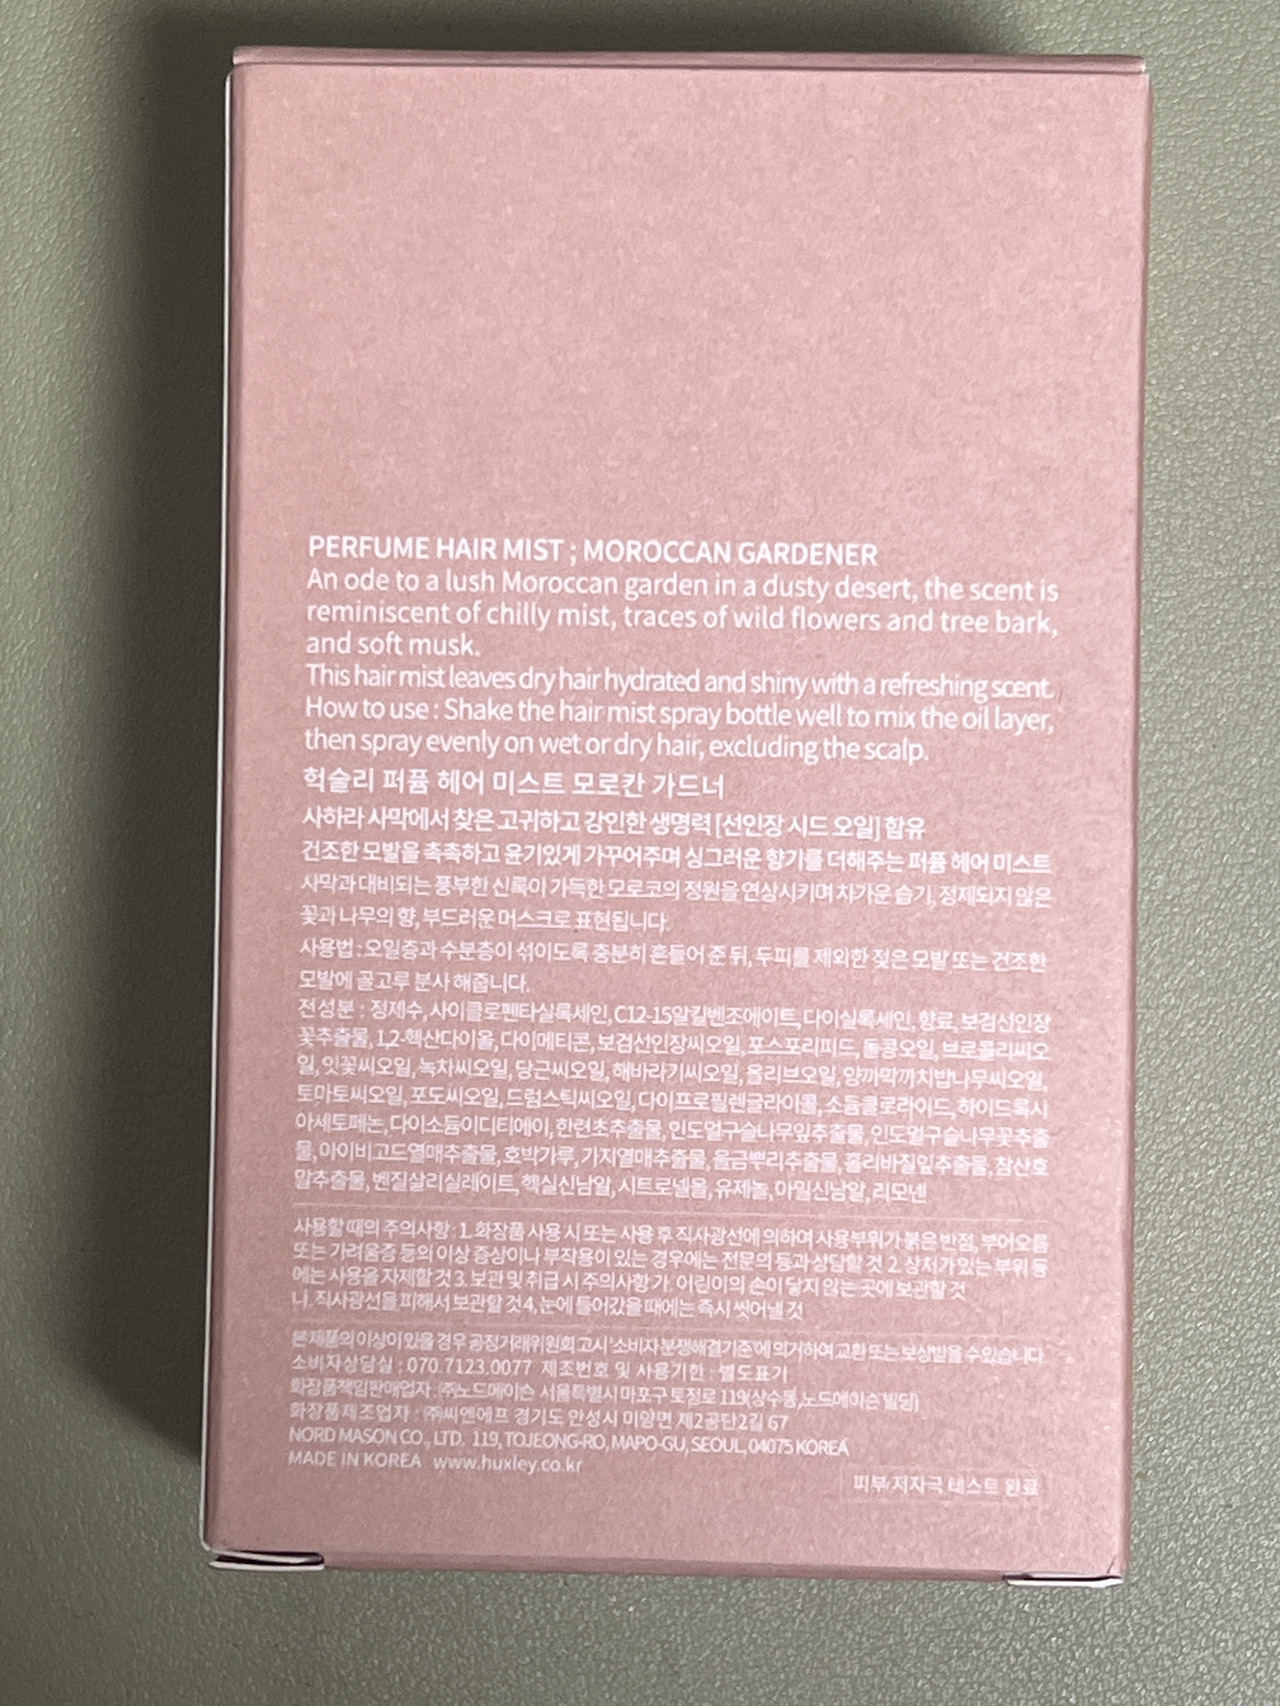 PERFUME HAIR MIST ; MOROCCAN GARDENER
An ode to a lush Moroccan garden in a dusty desert, the scent is
reminiscent of chilly mist, traces of wild flowers and tree bark,
and soft musk.
This hair mist leaves dry hair hydrated and shiny with a refreshing scent.
How to use : Shake the hair mist spray bottle well to mix the oil layer,
then spray evenly on wet or dry hair, excluding the scalp.
헉슬리 퍼퓸 헤어 미스트 모로칸 가드너
사하라 사막에서 찾은 고귀하고 강인한 생명력 [선인장 시드 오일] 함유
건조한 모발을 촉촉하고 윤기있게 가꾸어주며 싱그러운 향기를 더해주는 퍼퓸 헤어 미스트
사막과 대비되는 풍부한 신록이 가득한 모로코의 정원을 연상시키며 차가운 습기, 정제되지 않은
꽃과 나무의 향, 부드러운 머스크로 표현됩니다.
사용법 : 오일층과 수분층이 섞이도록 충분히 흔들어 준 뒤, 두피를 제외한 젖은 모발 또는 건조한
모발에 골고루 분사 해줍니다.
전성분 : 정제수, 사이클로펜타실록세인, C12-15알킬벤조에이트, 다이실록세인, 향료, 보검선인장
꽃추출물, 1,2-헥산다이올, 다이메티콘, 보검선인장씨오일, 포스포리피드, 돌콩오일, 브로콜리씨오
일, 잇꽃씨오일, 녹차씨오일, 당근씨오일, 해바라기씨오일, 올리브오일, 양까막까치밥나무씨오일,
토마토씨오일, 포도씨오일, 드럼스틱씨오일, 다이프로필렌글라이콜, 소듐클로라이드, 하이드록시
아세토페논, 다이소듐이디티에이, 한련초추출물, 인도멀구슬나무잎추출물, 인도멀구슬나무꽃추출
물, 아이비고드열매추출물, 호박가루, 가지열매추출물, 울금뿌리추출물, 홀리바질잎추출물, 참산호
말추출물, 벤질살리실레이트, 헥실신남알, 시트로넬올, 유제놀, 아밀신남알, 리모넨
사용할 때의 주의사항 : 1. 화장품 사용 시 또는 사용 후 직사광선에 의하여 사용부위가 붉은 반점, 부어오름
또는 가려움증 등의 이상 증상이나 부작용이 있는 경우에는 전문의 등과 상담할 것 2. 상처가 있는 부위 등
에는 사용을 자제할 것 3. 보관 및 취급 시 주의사항 가. 어린이의 손이 닿지 않는 곳에 보관할 것
나. 직사광선을 피해서 보관할 것 4. 눈에 들어갔을 때에는 즉시 씻어낼 것
본 제품의 이상이 있을 경우 공정거래위원회 고시 '소비자 분쟁해결기준'에 의거하여 교환 또는 보상받을 수 있습니다.
소비자상담실 : 070.7123.0077 제조번호 및 사용기한 : 별도표기
화장품책임판매업자 : ㈜노드메이슨 서울특별시 마포구 토정로 119(상수동, 노드메이슨 빌딩)
화장품제조업자 : ㈜씨엔에프 경기도 안성시 미양면 제2공단2길 67
NORD MASON CO., LTD. 119, TOJEONG-RO, MAPO-GU, SEOUL, 04075 KOREA
MADE IN KOREA www.huxley.co.kr
피부 저자극 테스트 완료